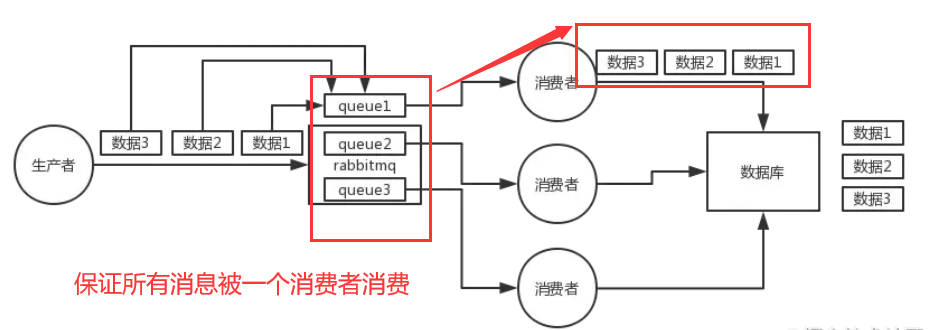 数据3 数据2 数据1
消费者
queue1
数据3 数据2 数据1
数据1
queue2
生产者
rabbitmq
数据库
数据2
消费者
queue3
数据3
保证所有消息被一个消费者消费
消费者